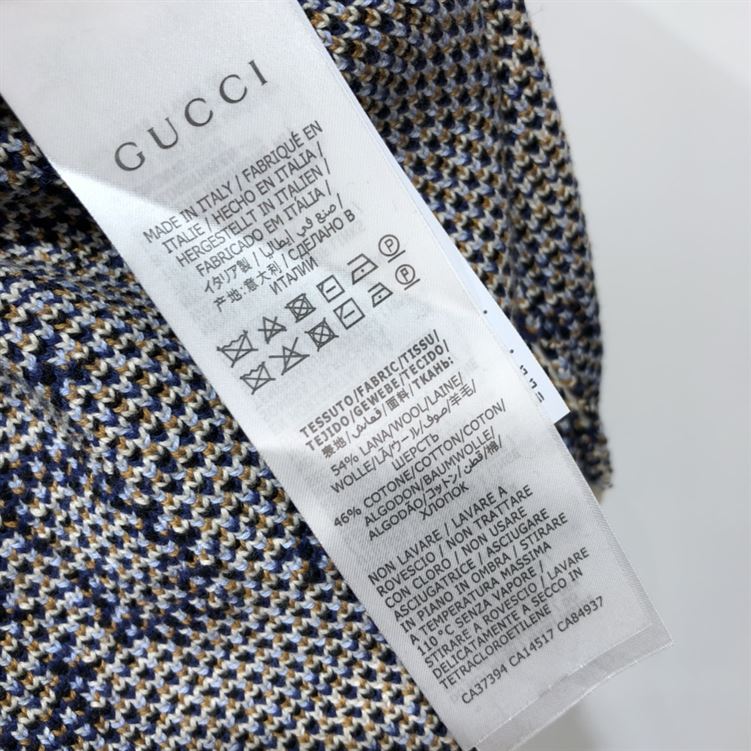 GUCCI
MADE IN ITALY / FABRIQUÉ EN
ITALIE / HECHO EN ITALIA /
HERGESTELLT IN ITALIEN /
FABRICADO EM ITÁLIA /
صنع في إيطاليا / СДЕЛАНО В
イタリア製 / 产地:意大利 /
ИТАЛИИ
TESSUTO/FABRIC/TISSU/
TEJIDO/GEWEBE/TECIDO/
表地/قماش/面料/ТКАНЬ:
54% LANA/WOOL/LAINE/
WOLLE/LÃ/ウール/صوف/羊毛/
ШЕРСТЬ
46% COTONE/COTTON/COTON/
ALGODON/BAUMWOLLE/
ALGODÃO/コットン/قطن/棉/
ХЛОПОК
NON LAVARE / LAVARE A
ROVESCIO / NON TRATTARE
CON CLORO / NON USARE
ASCIUGATRICE / ASCIUGARE
IN PIANO IN OMBRA / STIRARE
A TEMPERATURA MASSIMA
110 °C SENZA VAPORE /
STIRARE A ROVESCIO / LAVARE
DELICATAMENTE A SECCO IN
TETRACLOROETILENE
CA37394 CA14517 CA84937